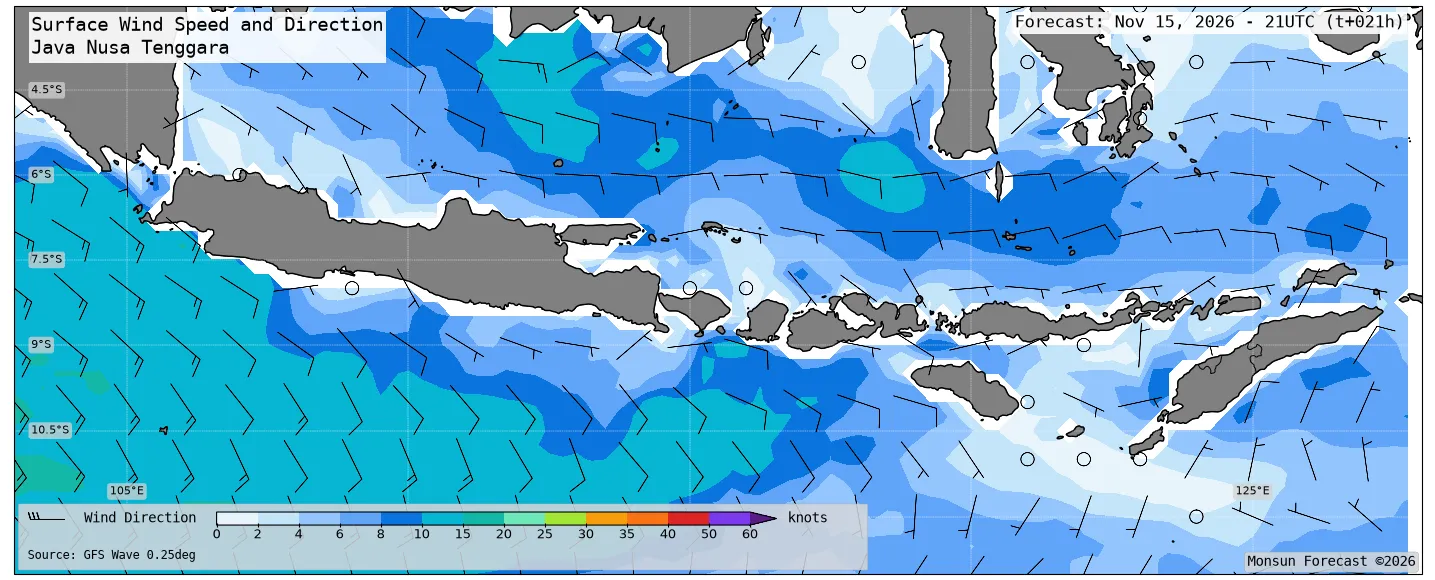 Surface Wind Speed and Direction
Java Nusa Tenggara
Forecast: Nov 15, 2026 - 21UTC (t+021h)
4.5°S
6°S
7.5°S
9°S
10.5°S
105°E
125°E
Wind Direction
knots
0 2 4 6 8 10 15 20 25 30 35 40 50 60
Source: GFS Wave 0.25deg
Monsun Forecast ©2026